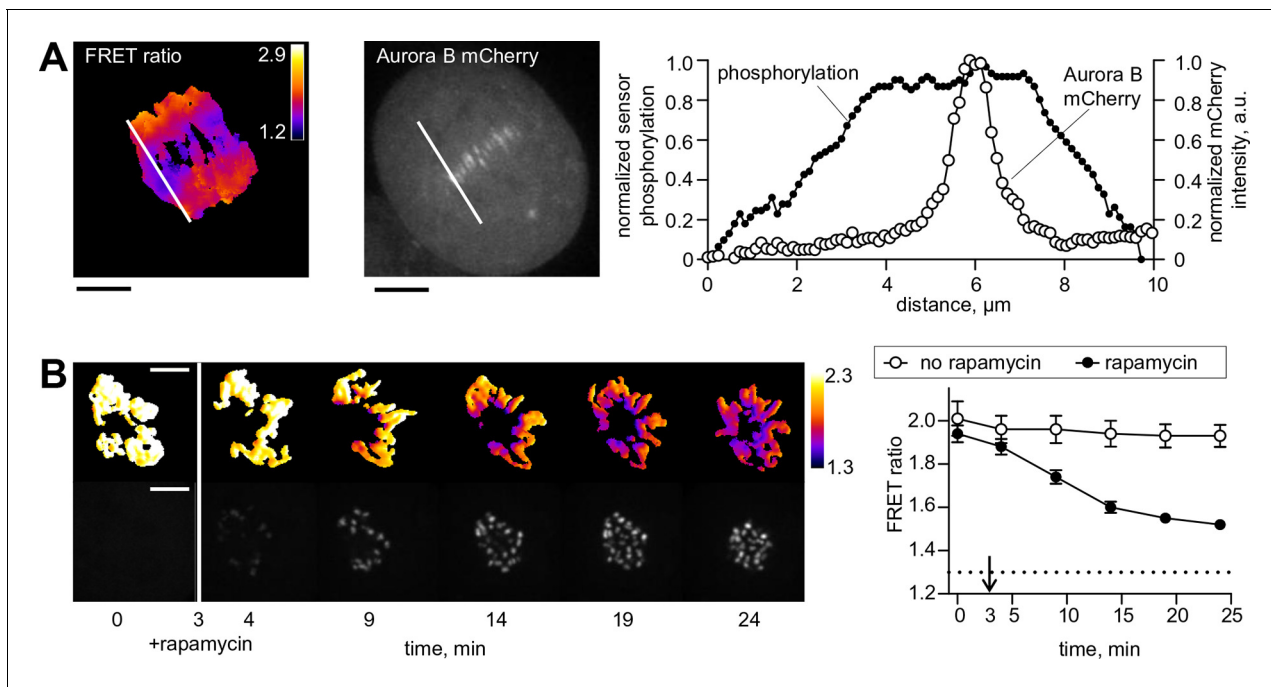 A
FRET ratio
2.9
1.2
Aurora B mCherry
normalized sensor
phosphorylation
1.0
0.8
0.6
0.4
0.2
0
phosphorylation
Aurora B
mCherry
1.0
0.8
0.6
0.4
0.2
0
normalized mCherry
intensity, a.u.
0 2 4 6 8 10
distance, µm
B
2.3
1.3
0 3 4 9 14 19 24
+rapamycin
time, min
no rapamycin rapamycin
FRET ratio
2.0
1.8
1.6
1.4
1.2
0 3 5 10 15 20 25
time, min